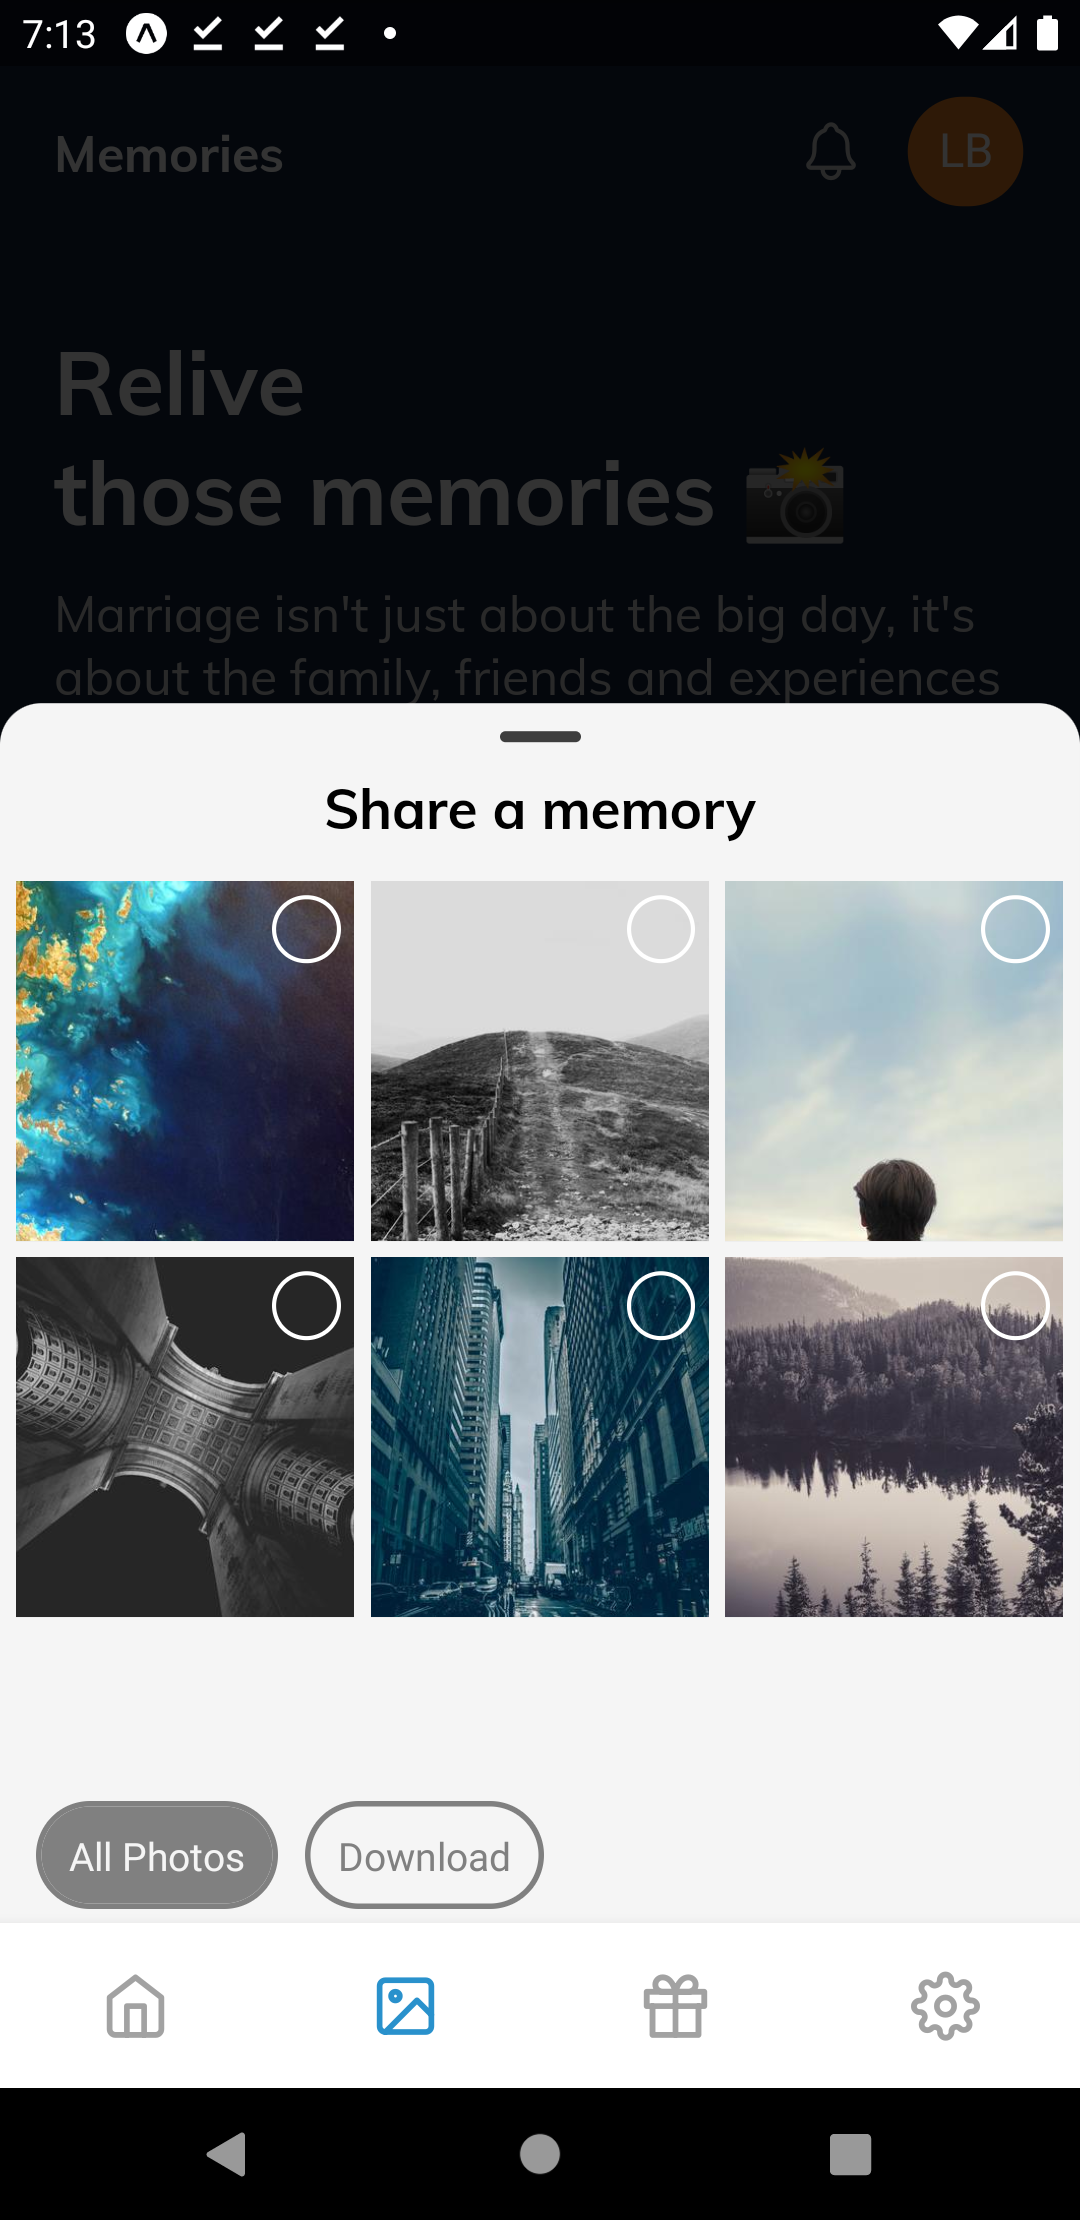 7:13
Memories
LB
Relive
those memories
Marriage isn't just about the big day, it's
about the family, friends and experiences
Share a memory
All Photos
Download